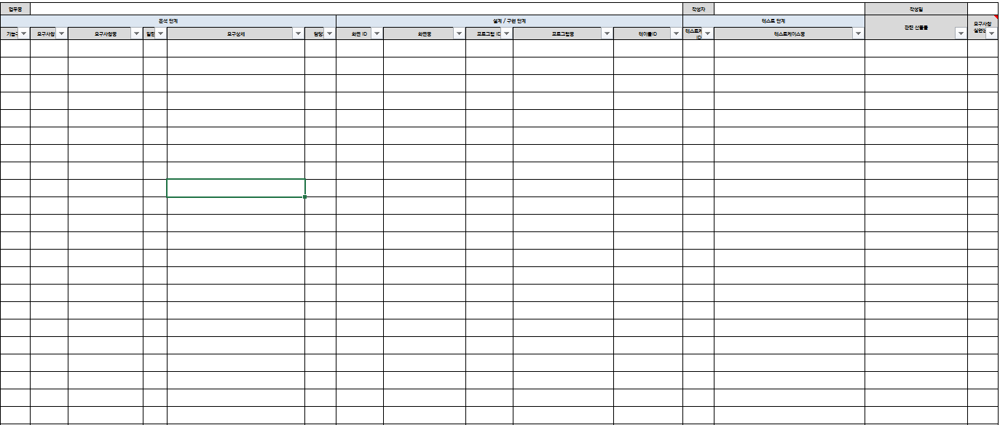 업무명
작성자
작성일
분석 단계
설계 / 구현 단계
테스트 단계
기능구
요구사항
요구사항명
일련
요구상세
담당
화면 ID
화면명
프로그램 ID
프로그램명
테이블ID
테스트케
ID
테스트케이스명
관련 산출물
요구사항